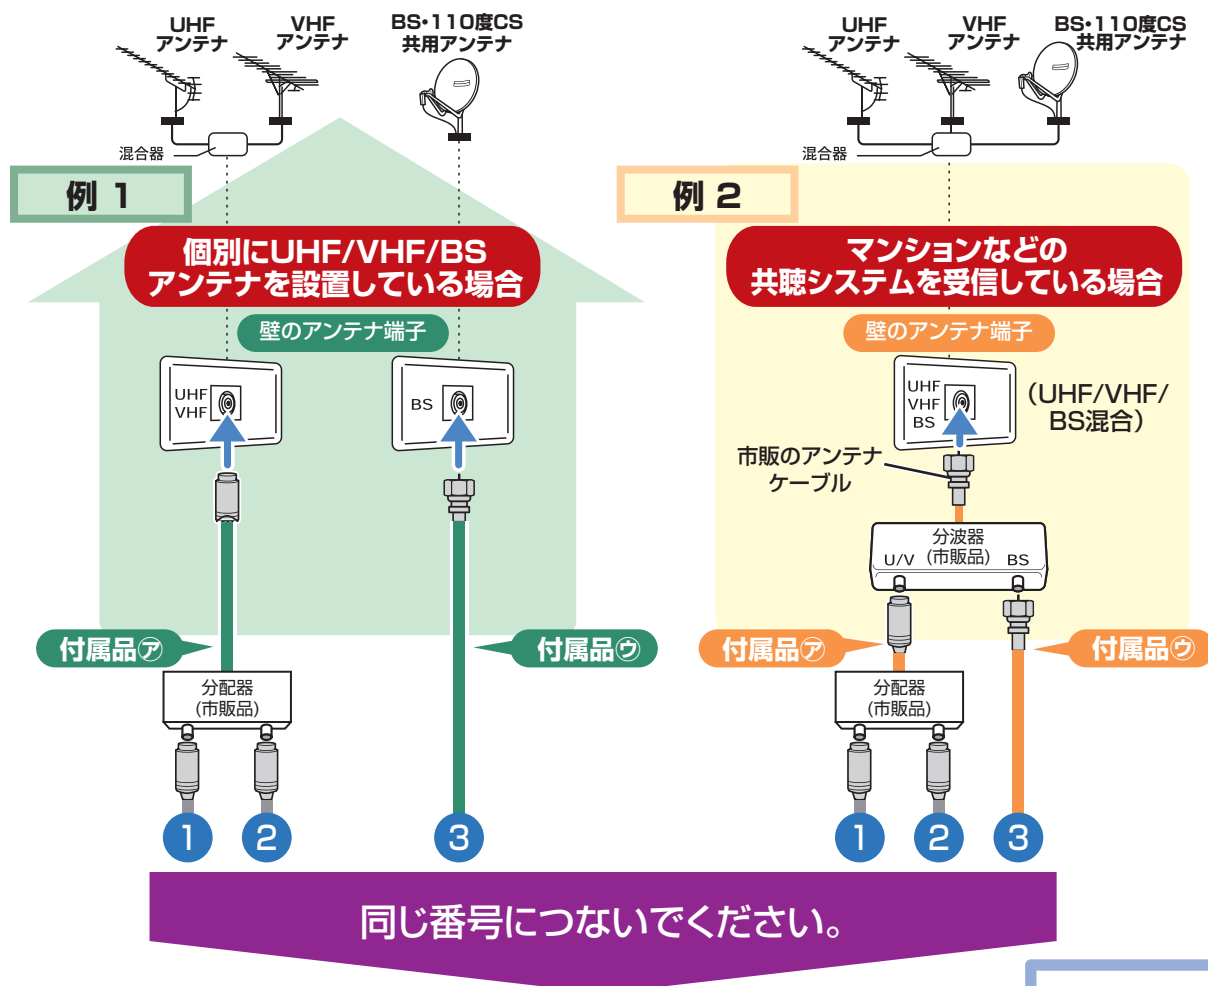 UHF
アンテナ
VHF
アンテナ
BS・110度CS
共用アンテナ
混合器
例 1
個別にUHF/VHF/BS
アンテナを設置している場合
壁のアンテナ端子
UHF
VHF
BS
付属品㋐
付属品㋒
分配器
(市販品)
1
2
3
UHF
アンテナ
VHF
アンテナ
BS・110度CS
共用アンテナ
混合器
例 2
マンションなどの
共聴システムを受信している場合
壁のアンテナ端子
UHF
VHF
BS
(UHF/VHF/
BS混合)
市販のアンテナ
ケーブル
分波器
(市販品)
U/V
BS
付属品㋐
付属品㋒
分配器
(市販品)
1
2
3
同じ番号につないでください。